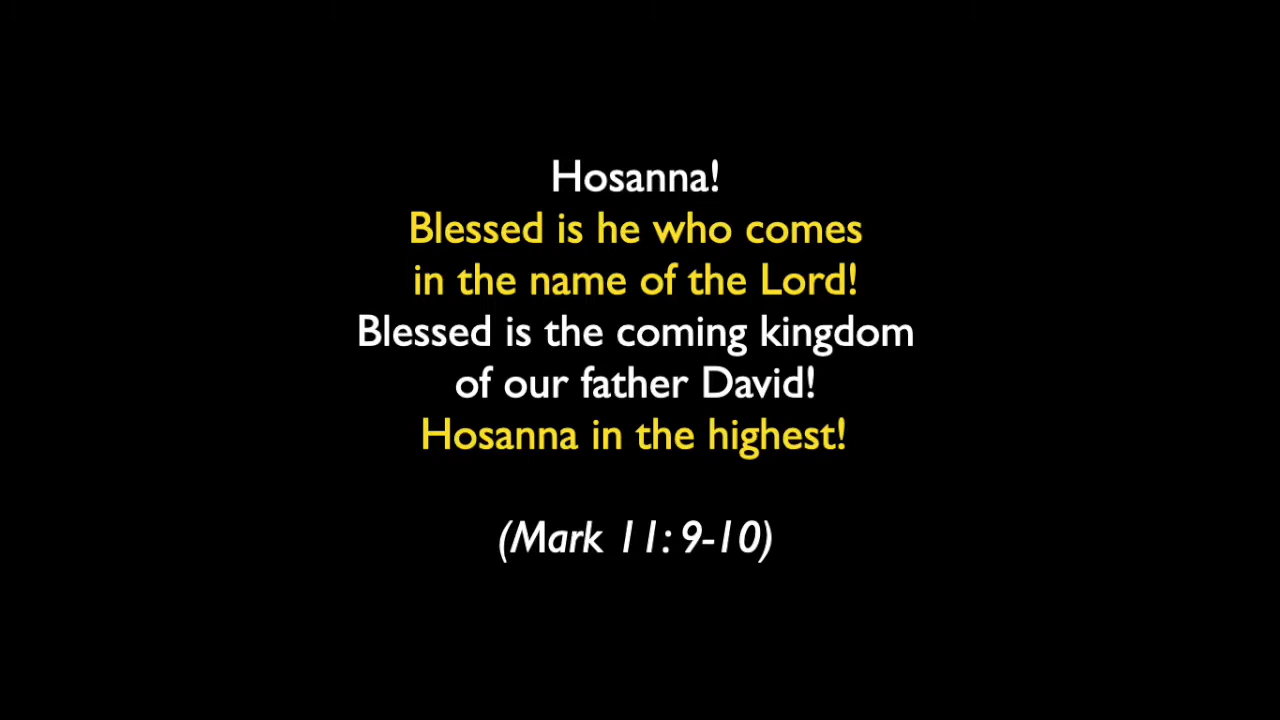 Hosanna!
Blessed is he who comes
in the name of the Lord!
Blessed is the coming kingdom
of our father David!
Hosanna in the highest!
(Mark 11: 9-10)